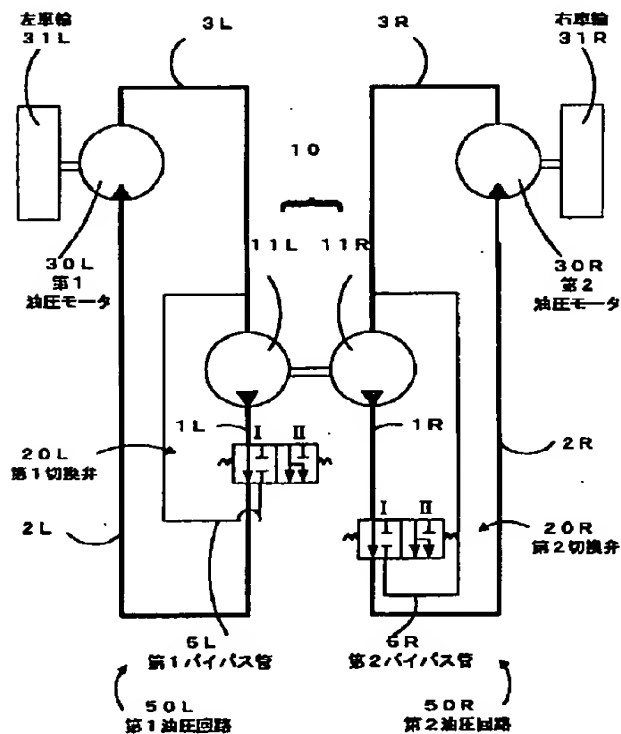 左車輪
31L
3L
3R
右車輪
31R
10
30L
第1
油圧モータ
11L
11R
30R
第2
油圧モータ
1L
1R
I
II
20L
第1切換弁
2L
2R
I
II
20R
第2切換弁
6L
第1バイパス管
6R
第2バイパス管
50L
第1油圧回路
50R
第2油圧回路